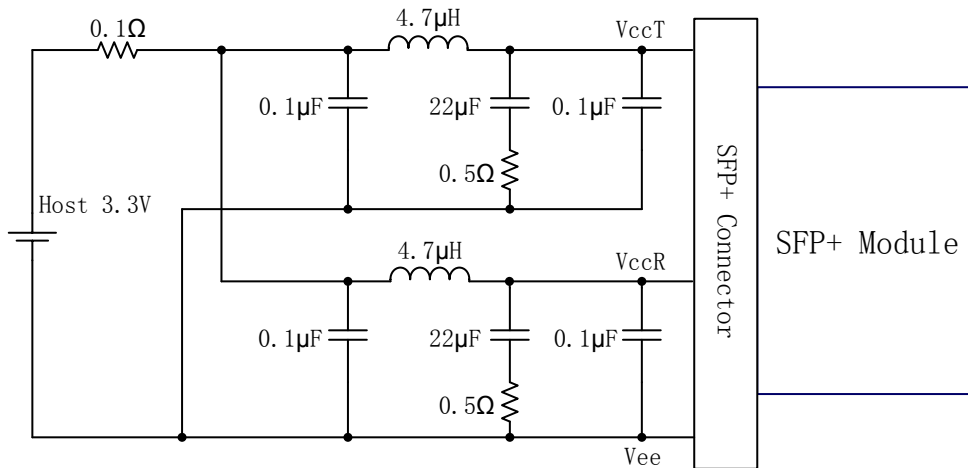 4.7μH
VccT
0.1Ω
0.1μF
22μF
0.1μF
0.5Ω
Host 3.3V
4.7μH
VccR
0.1μF
22μF
0.1μF
0.5Ω
Vee
SFP+ Connector
SFP+ Module